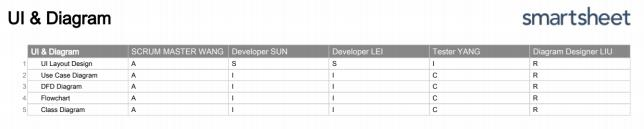 UI & Diagram
smartsheet
UI & Diagram SCRUM MASTER WANG Developer SUN Developer LEI Tester YANG Diagram Designer LIU
1 UI Layout Design A S S I R
2 Use Case Diagram A I I C R
3 DFD Diagram A I I C R
4 Flowchart A I I C R
5 Class Diagram A I I C R